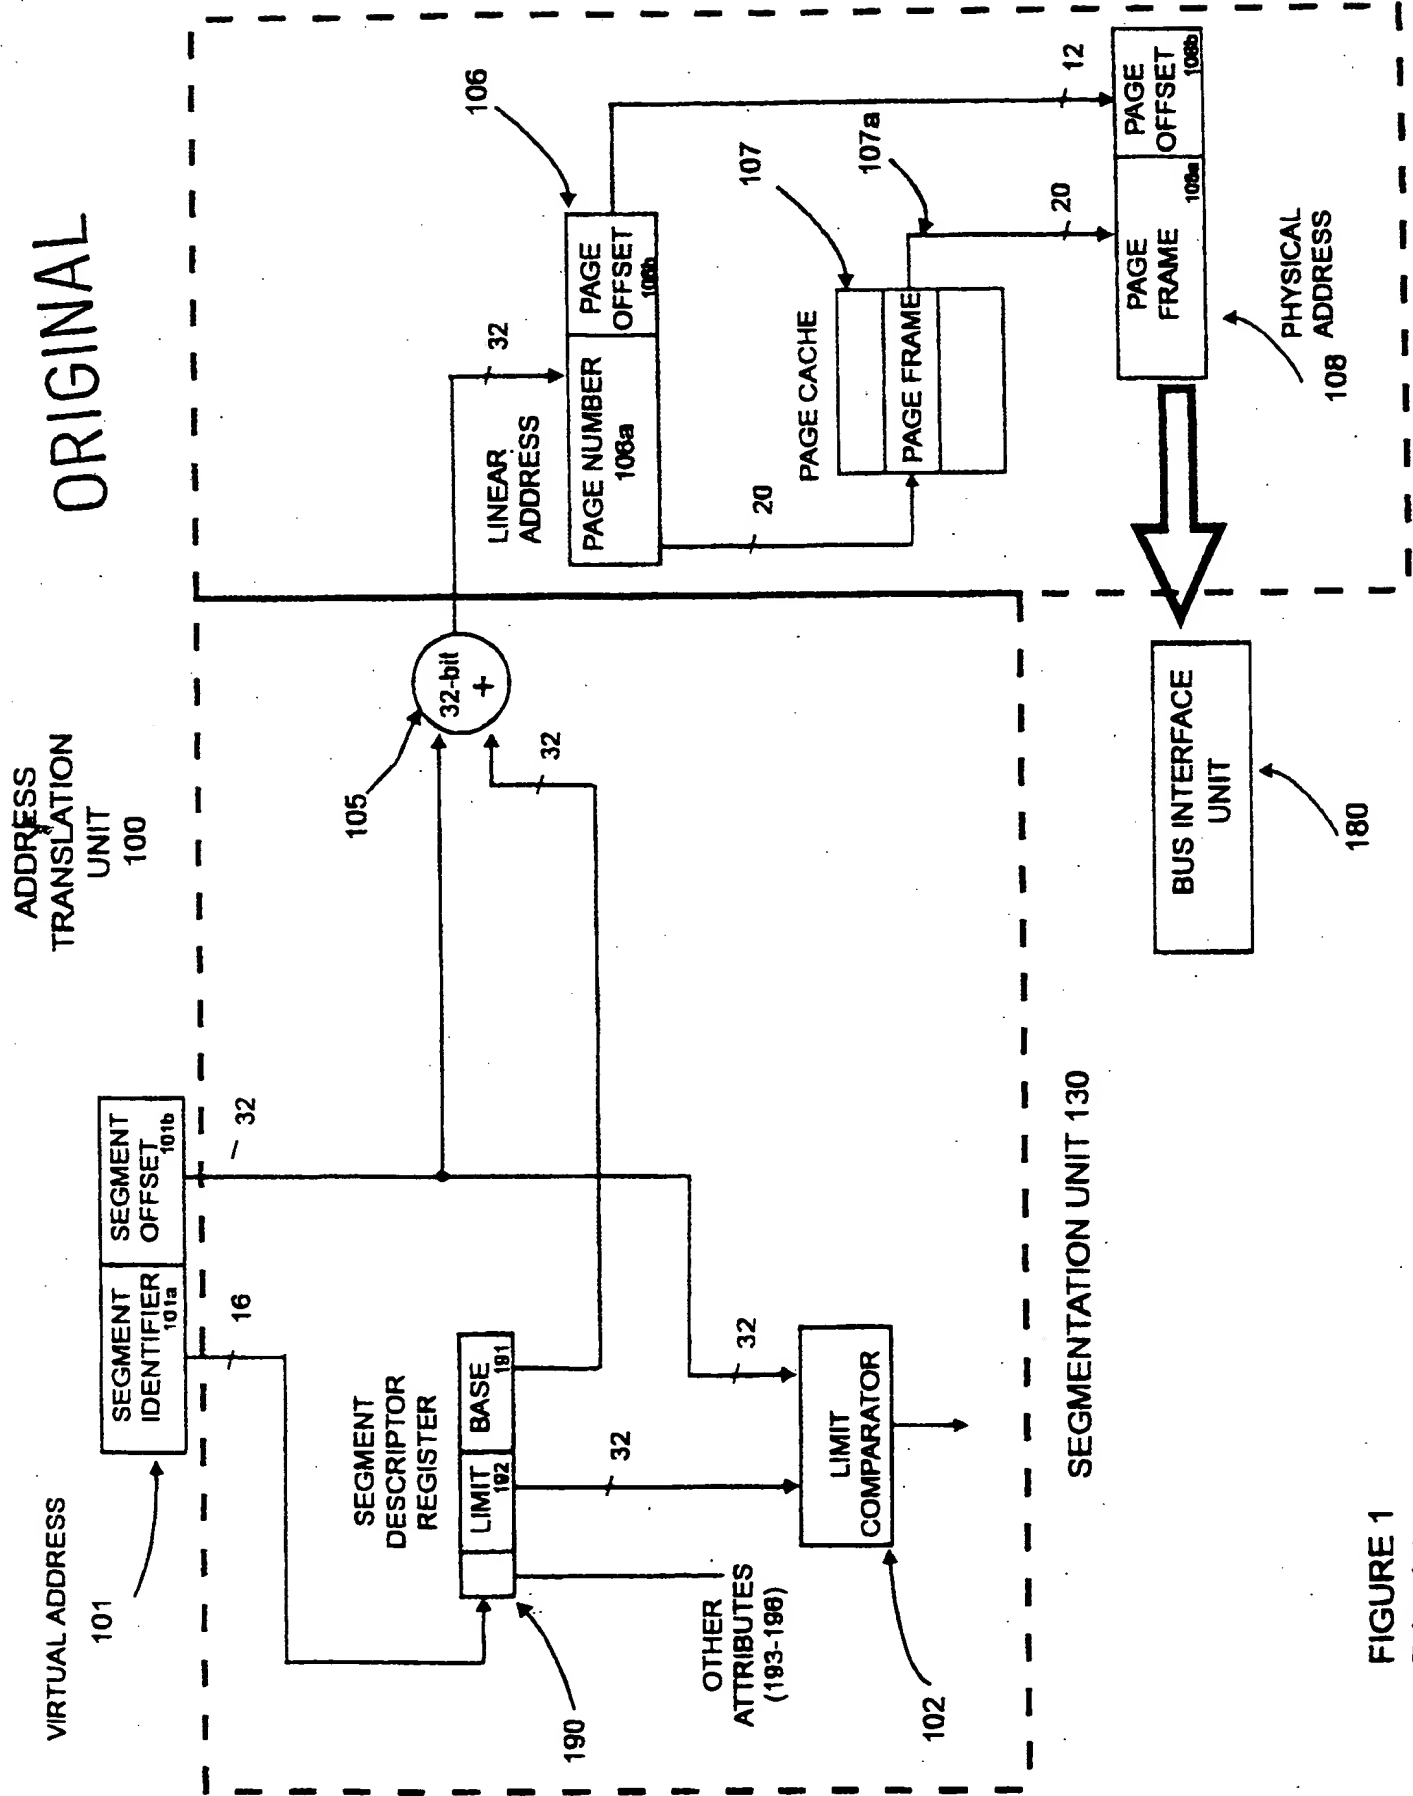 ORIGINAL
ADDRESS
TRANSLATION
UNIT
100
VIRTUAL ADDRESS
101
SEGMENT
IDENTIFIER
101a
SEGMENT
OFFSET
101b
16
32
SEGMENT
DESCRIPTOR
REGISTER
LIMIT
192
BASE
191
190
OTHER
ATTRIBUTES
(193-196)
32
32
LIMIT
COMPARATOR
102
105
32-bit
+
32
SEGMENTATION UNIT 130
32
LINEAR
ADDRESS
106
PAGE NUMBER
106a
PAGE
OFFSET
106b
20
PAGE CACHE
107
PAGE FRAME
107a
20
12
PAGE
FRAME
108a
PAGE
OFFSET
108b
PHYSICAL
ADDRESS
108
BUS INTERFACE
UNIT
180
FIGURE 1